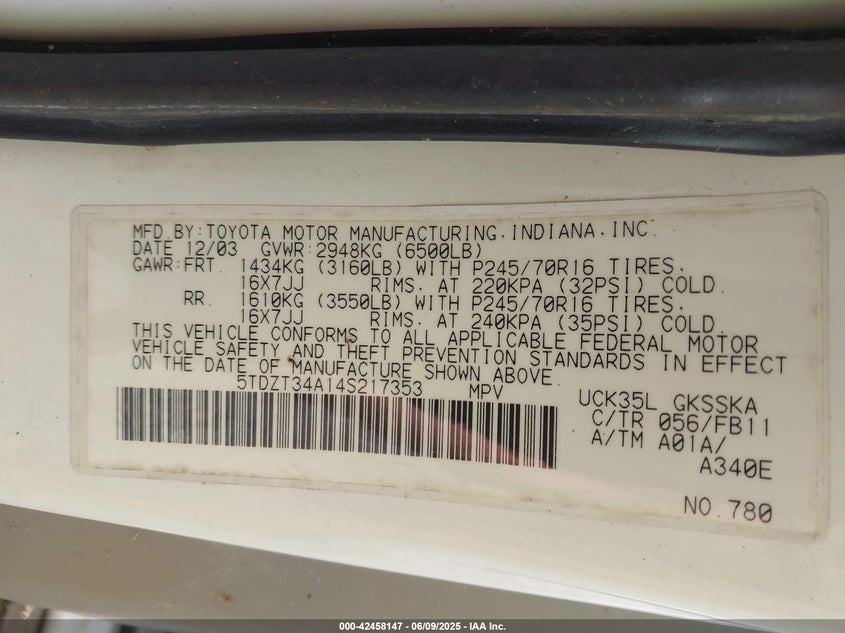 MFD.BY:TOYOTA MOTOR MANUFACTURING.INDIANA.INC.
DATE 12/03 GVWR:2948KG (6500LB)
GAWR:FRT. 1434KG (3160LB) WITH P245/70R16 TIRES.
16X7JJ RIMS. AT 220KPA (32PSI) COLD.
RR. 1610KG (3550LB) WITH P245/70R16 TIRES.
16X7JJ RIMS. AT 240KPA (35PSI) COLD.
THIS VEHICLE CONFORMS TO ALL APPLICABLE FEDERAL MOTOR
VEHICLE SAFETY AND THEFT PREVENTION STANDARDS IN EFFECT
ON THE DATE OF MANUFACTURE SHOWN ABOVE.
5TDZT34A14S217353 MPV
UCK35L GKSSKA
C/TR 056/FB11
A/TM A01A/
A340E
NO.780
000-42458147 - 06/09/2025 - IAA Inc.